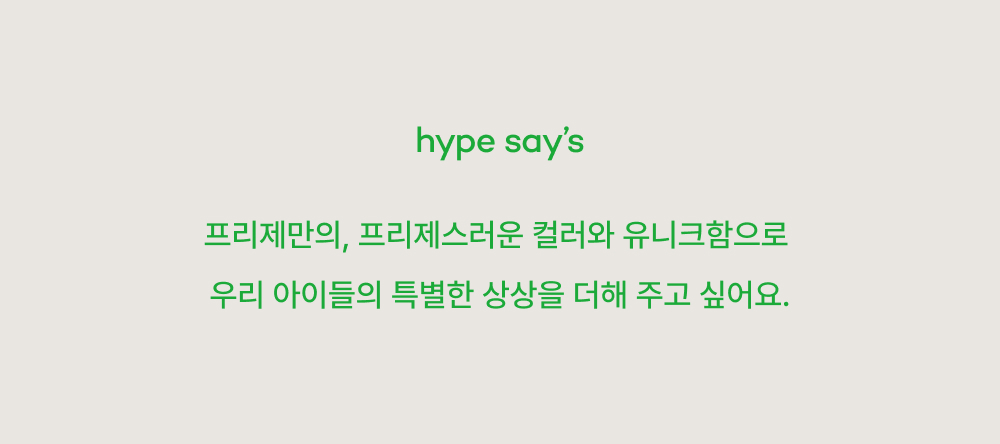 hype say’s
프리제만의, 프리제스러운 컬러와 유니크함으로
우리 아이들의 특별한 상상을 더해 주고 싶어요.